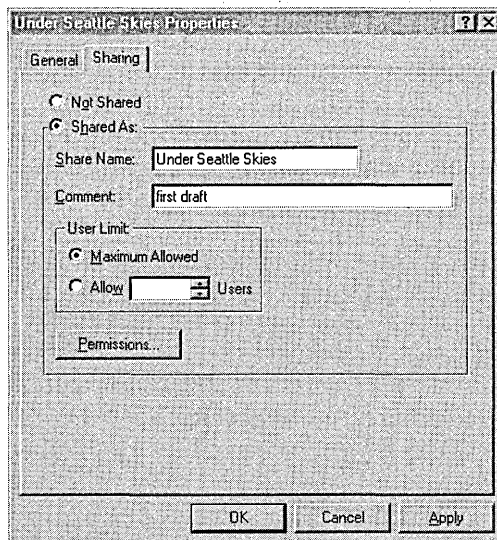 Under Seattle Skies Properties ? ×
General Sharing
Not Shared
Shared As:
Share Name: Under Seattle Skies
Comment: first draft
User Limit
Maximum Allowed
Allow Users
Permissions...
OK Cancel Apply